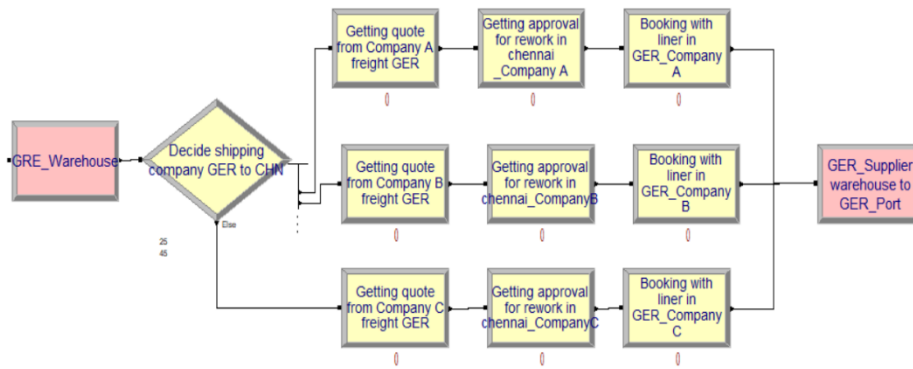 Getting quote
from Company A
freight GER
Getting approval
for rework in
chennai
_Company A
Booking with
liner in
GER_Company
A
0
0
0
GRE_Warehouse
Decide shipping
company GER to CHN
Else
25
45
Getting quote
from Company B
freight GER
Getting approval
for rework in
chennai_CompanyB
Booking with
liner in
GER_Company
B
0
0
0
GER_Supplier
warehouse to
GER_Port
Getting quote
from Company C
freight GER
Getting approval
for rework in
chennai_CompanyC
Booking with
liner in
GER_Company
C
0
0
0